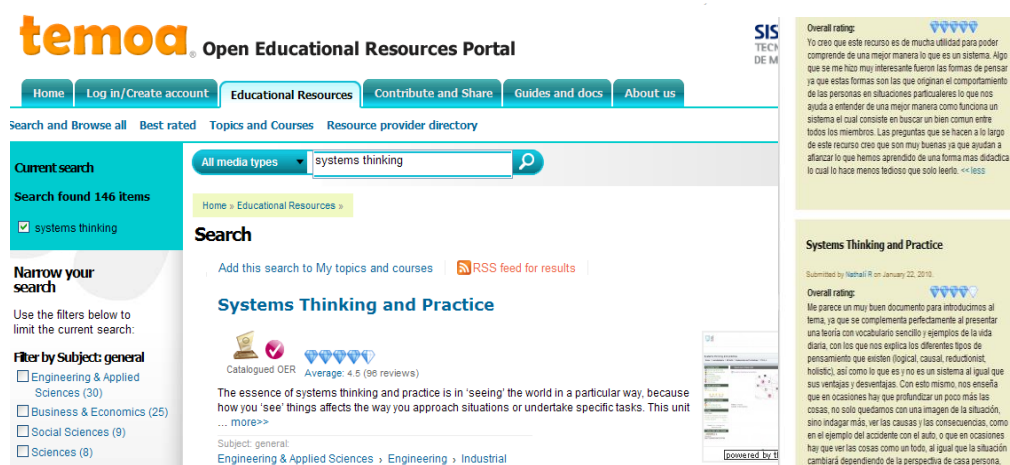 temoa® Open Educational Resources Portal
SIS
TECN
DE M
Home Log in/Create account Educational Resources Contribute and Share Guides and docs About us
Search and Browse all Best rated Topics and Courses Resource provider directory
Current search
Search found 146 items
systems thinking
Narrow your
search
Use the filters below to
limit the current search:
Filter by Subject: general
Engineering & Applied
Sciences (30)
Business & Economics (25)
Social Sciences (9)
Sciences (8)
All media types systems thinking
Home » Educational Resources »
Search
Add this search to My topics and courses RSS feed for results
Systems Thinking and Practice
Catalogued OER Average: 4.5 (96 reviews)
The essence of systems thinking and practice is in 'seeing' the world in a particular way, because
how you 'see' things affects the way you approach situations or undertake specific tasks. This unit
... more>>
Subject: general:
Engineering & Applied Sciences › Engineering › Industrial
powered by th
Overall rating:
Yo creo que este recurso es de mucha utilidad para poder
comprende de una mejor manera lo que es un sistema. Algo
que se me hizo muy interesante fueron las formas de pensar
ya que estas formas son las que originan el comportamiento
de las personas en situaciones particualeres lo que nos
ayuda a entender de una mejor manera como funciona un
sistema el cual consiste en buscar un bien comun entre
todos los miembros. Las preguntas que se hacen a lo largo
de este recurso creo que son muy buenas ya que ayudan a
afianzar lo que hemos aprendido de una forma mas didactica
lo cual lo hace menos tedioso que solo leerlo. << less
Systems Thinking and Practice
Submitted by Nathalí R on January 22, 2010.
Overall rating:
Me parece un muy buen documento para introducirnos al
tema, ya que se complementa perfectamente al presentar
una teoría con vocabulario sencillo y ejemplos de la vida
diaria, con los que nos explica los diferentes tipos de
pensamiento que existen (logical, causal, reductionist,
holistic), así como lo que es y no es un sistema al igual que
sus ventajas y desventajas. Con esto mismo, nos enseña
que en ocasiones hay que profundizar un poco más las
cosas, no solo quedarnos con una imagen de la situación,
sino indagar más, ver las causas y las consecuencias, como
en el ejemplo del accidente con el auto, o que en ocasiones
hay que ver las cosas como un todo, al igual que la situación
cambiará dependiendo de la perspectiva de casa persona,